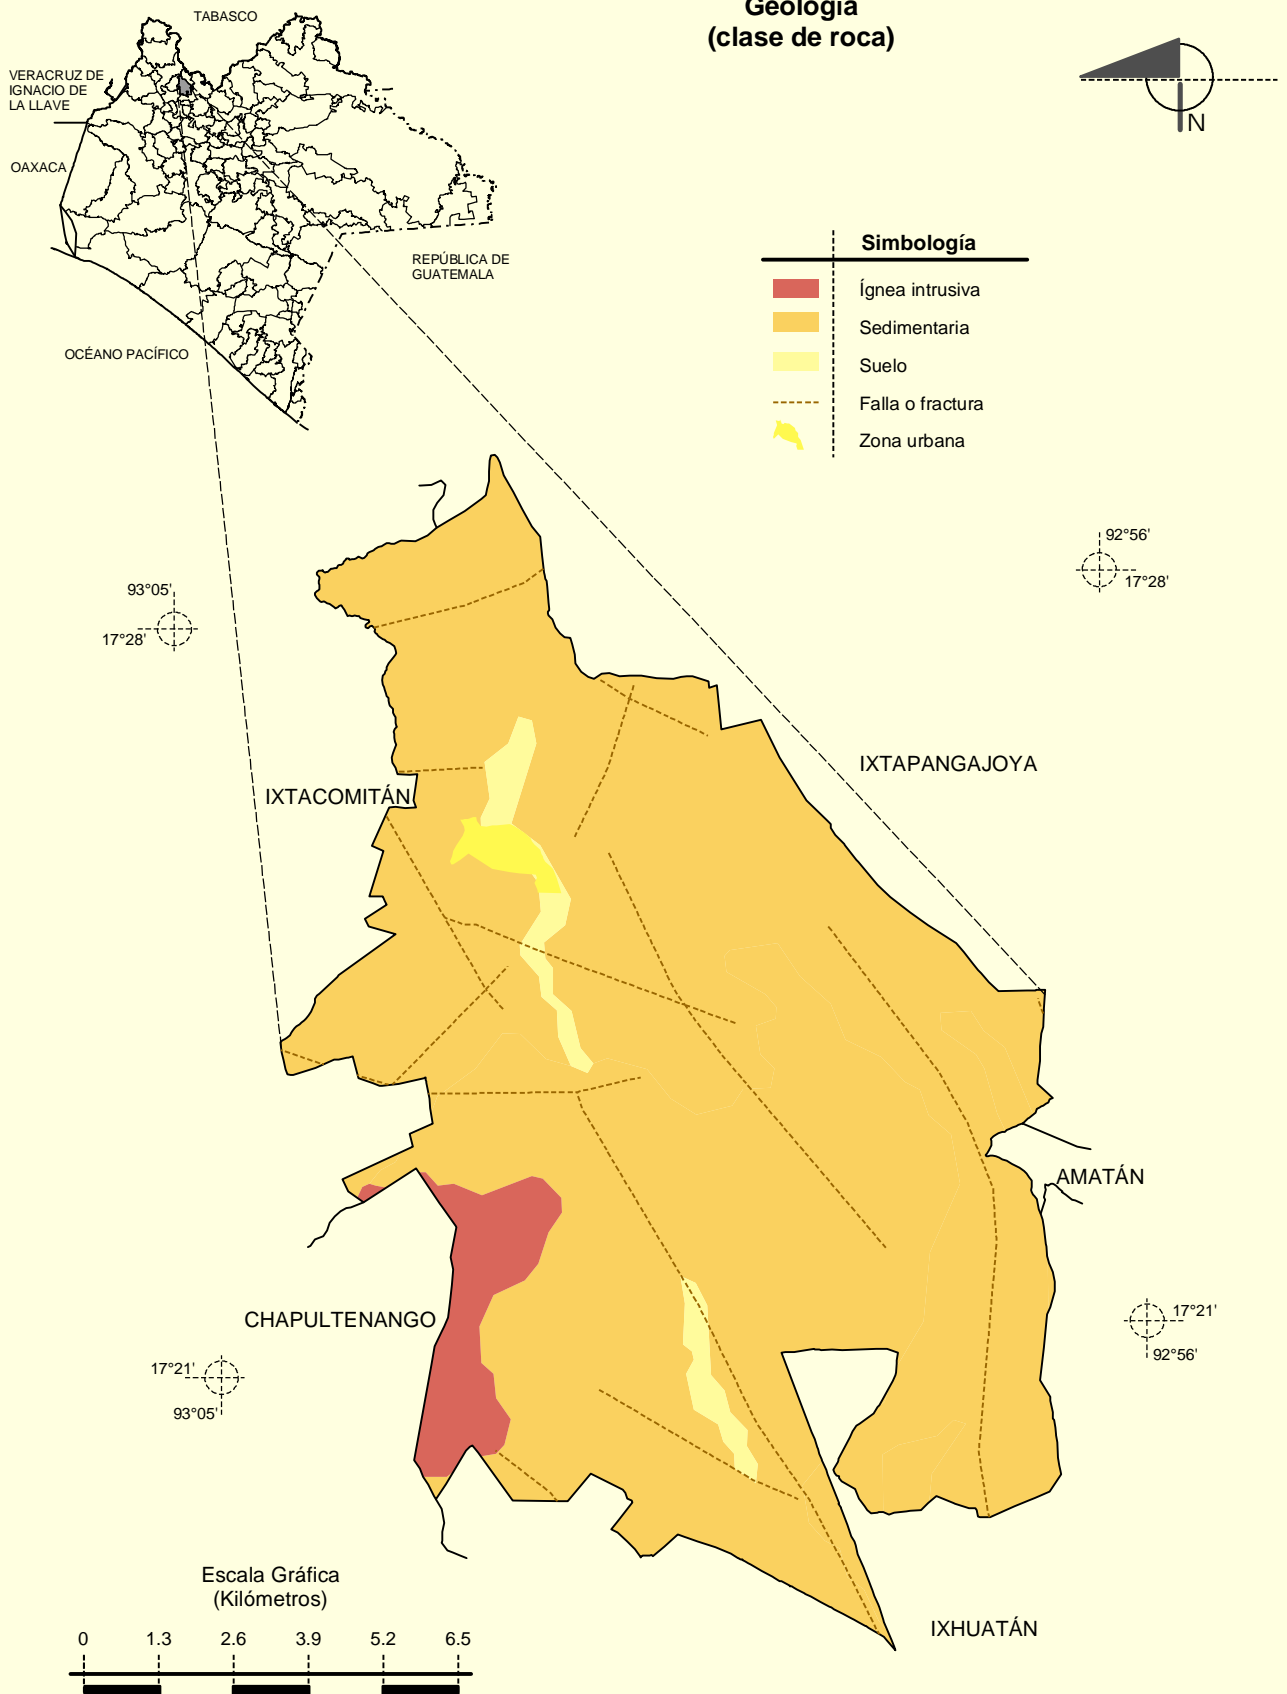 Geología
(clase de roca)
TABASCO
VERACRUZ DE
IGNACIO DE
LA LLAVE
OAXACA
REPÚBLICA DE
GUATEMALA
OCÉANO PACÍFICO
N
Simbología
Ígnea intrusiva
Sedimentaria
Suelo
Falla o fractura
Zona urbana
92°56'
17°28'
93°05'
17°28'
IXTAPANGAJOYA
IXTACOMITÁN
AMATÁN
CHAPULTENANGO
17°21'
92°56'
17°21'
93°05'
IXHUATÁN
Escala Gráfica
(Kilómetros)
0 1.3 2.6 3.9 5.2 6.5